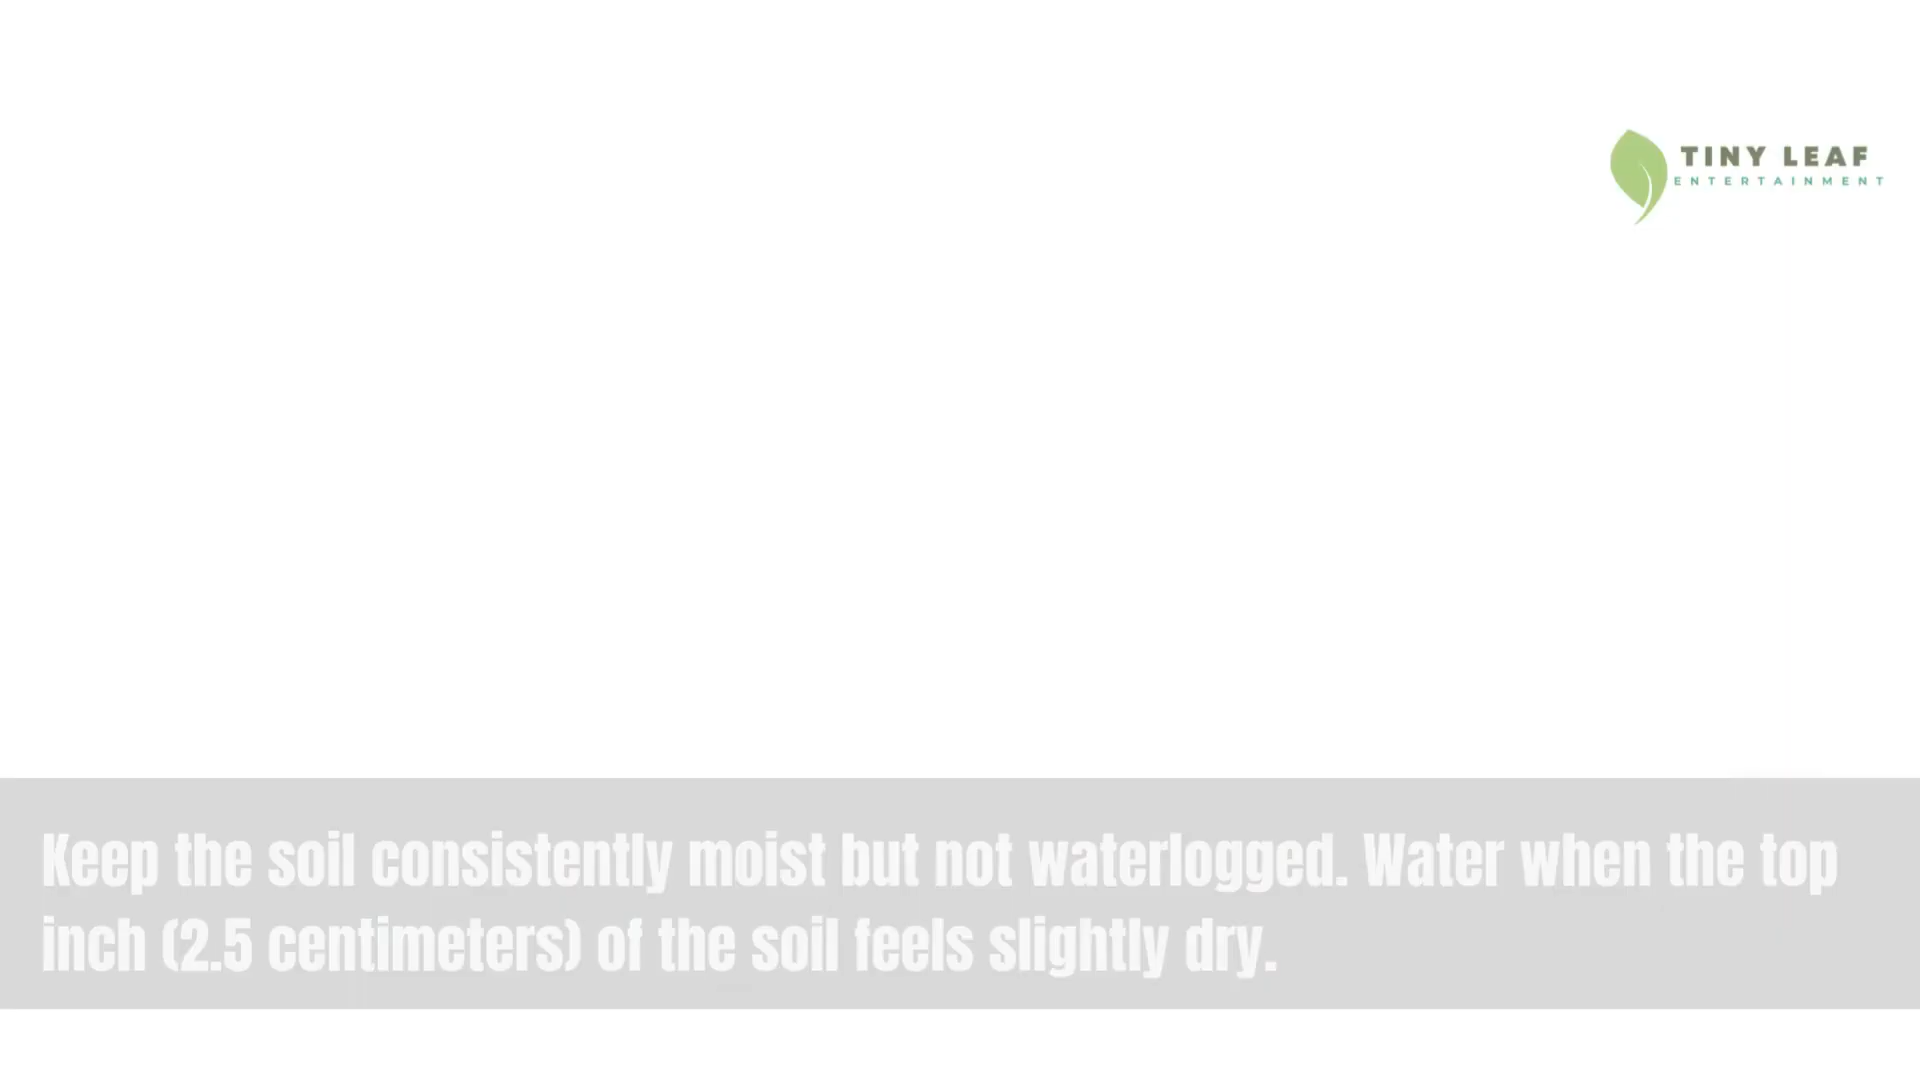 TINY LEAF
ENTERTAINMENT
Keep the soil consistently moist but not waterlogged. Water when the top
inch (2.5 centimeters) of the soil feels slightly dry.